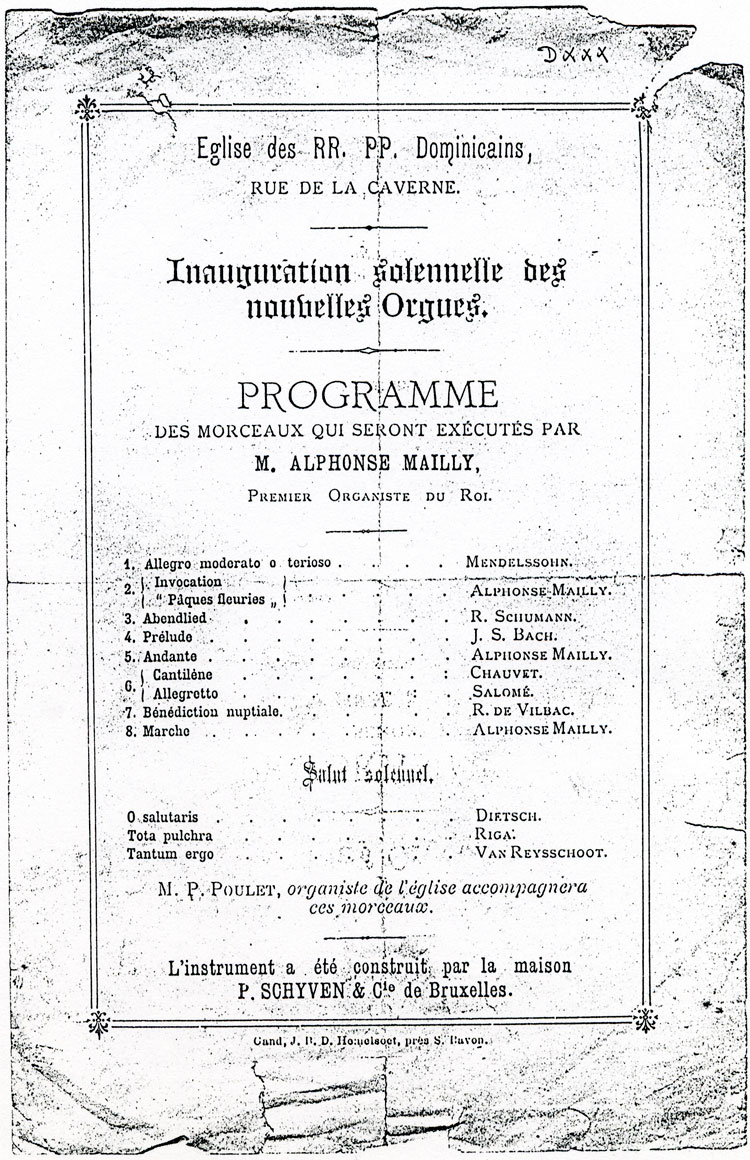 DXXX
Eglise des RR. PP. Dominicains,
RUE DE LA CAVERNE.
Inauguration solennelle des
nouvelles Orgues.
PROGRAMME
DES MORCEAUX QUI SERONT EXÉCUTÉS PAR
M. ALPHONSE MAILLY,
PREMIER ORGANISTE DU ROI.
1. Allegro moderato e serioso . . . . MENDELSSOHN.
2. { Invocation
{ “ Pâques fleuries „ } . . . . ALPHONSE MAILLY.
3. Abendlied . . . . . . R. SCHUMANN.
4. Prélude . . . . . . . J. S. BACH.
5. Andante . . . . . . . ALPHONSE MAILLY.
6. { Cantilène . . . . . : CHAUVET.
{ Allegretto . . . . : . SALOMÉ.
7. Bénédiction nuptiale. . . . . R. DE VILBAC.
8. Marche . . . . . . . ALPHONSE MAILLY.
Salut solennel.
O salutaris . . . . . . . DIETSCH.
Tota pulchra . . . . . . RIGA.
Tantum ergo . . . . . . VAN REYSSCHOOT.
M. P. POULET, organiste de l'église accompagnera
ces morceaux.
L'instrument a été construit par la maison
P. SCHYVEN & Cie de Bruxelles.
Gand, J. D. près S. Bavon.